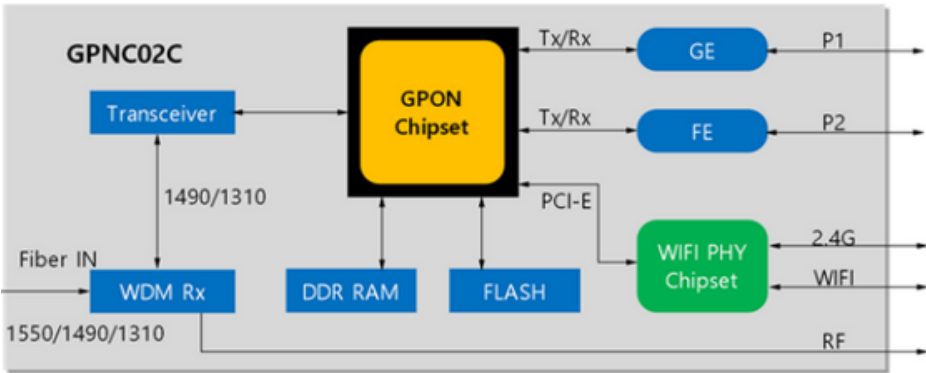 GPNC02C
Transceiver
GPON
Chipset
Tx/Rx
GE
P1
Tx/Rx
FE
P2
1490/1310
PCI-E
Fiber IN
WDM Rx
DDR RAM
FLASH
WIFI PHY
Chipset
2.4G
WIFI
1550/1490/1310
RF